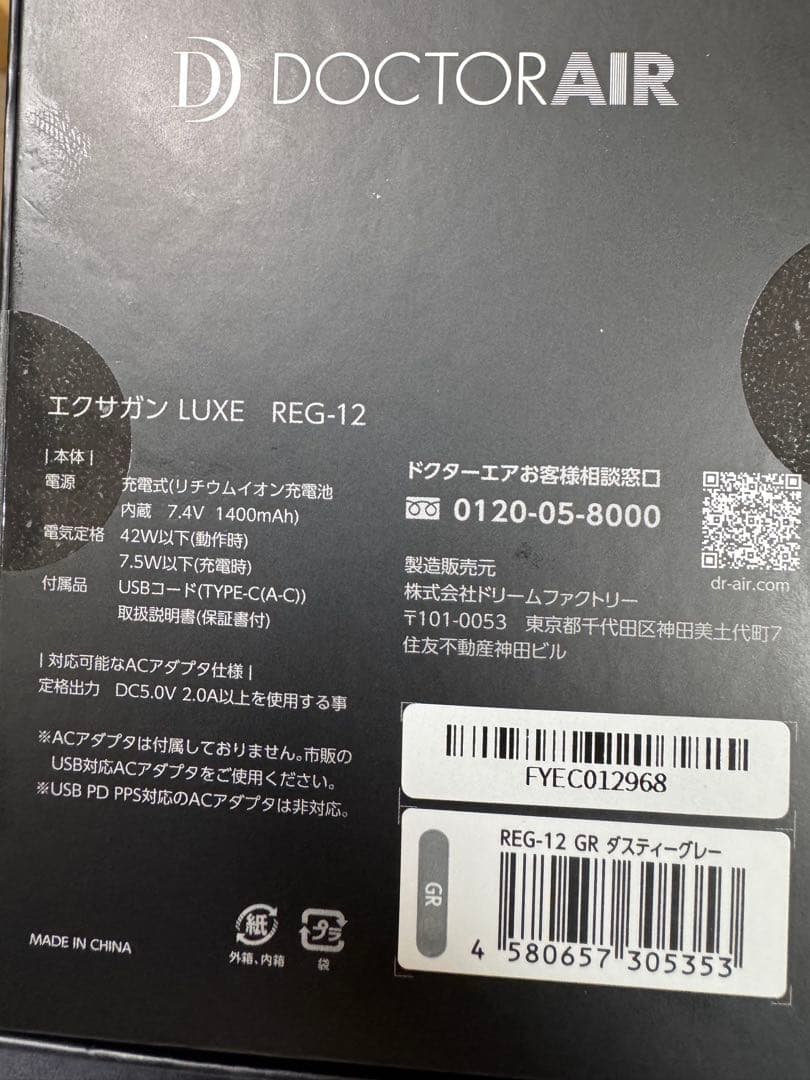 DOCTORAIR
エクサガン LUXE REG-12
|本体|
電源 充電式(リチウムイオン充電池
内蔵 7.4V 1400mAh)
電気定格 42W以下(動作時)
7.5W以下(充電時)
付属品 USBコード(TYPE-C(A-C))
取扱説明書(保証書付)
|対応可能なACアダプタ仕様|
定格出力 DC5.0V 2.0A以上を使用する事
※ACアダプタは付属しておりません。市販の
USB対応ACアダプタをご使用ください。
※USB PD PPS対応のACアダプタは非対応。
ドクターエアお客様相談窓口
0120-05-8000
dr-air.com
製造販売元
株式会社ドリームファクトリー
〒101-0053 東京都千代田区神田美土代町7
住友不動産神田ビル
FYEC012968
REG-12 GR ダスティーグレー
GR
4 580657 305353
MADE IN CHINA
紙
外箱、内箱
プラ
袋